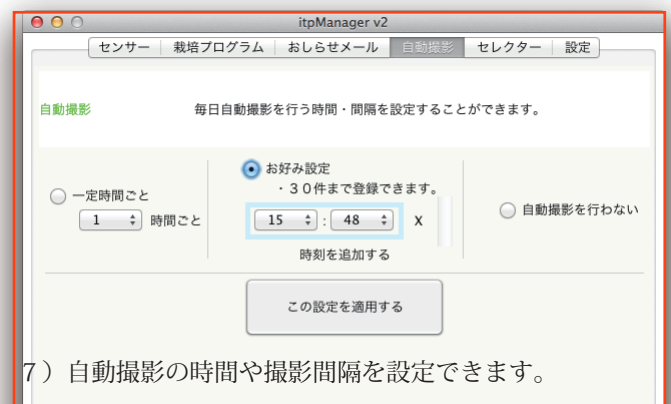 itpManager v2
センサー 栽培プログラム おしらせメール 自動撮影 セレクター 設定
自動撮影 毎日自動撮影を行う時間・間隔を設定することができます。
お好み設定
・３０件まで登録できます。
一定時間ごと
1 時間ごと
15 : 48 X
自動撮影を行わない
時刻を追加する
この設定を適用する
７）自動撮影の時間や撮影間隔を設定できます。